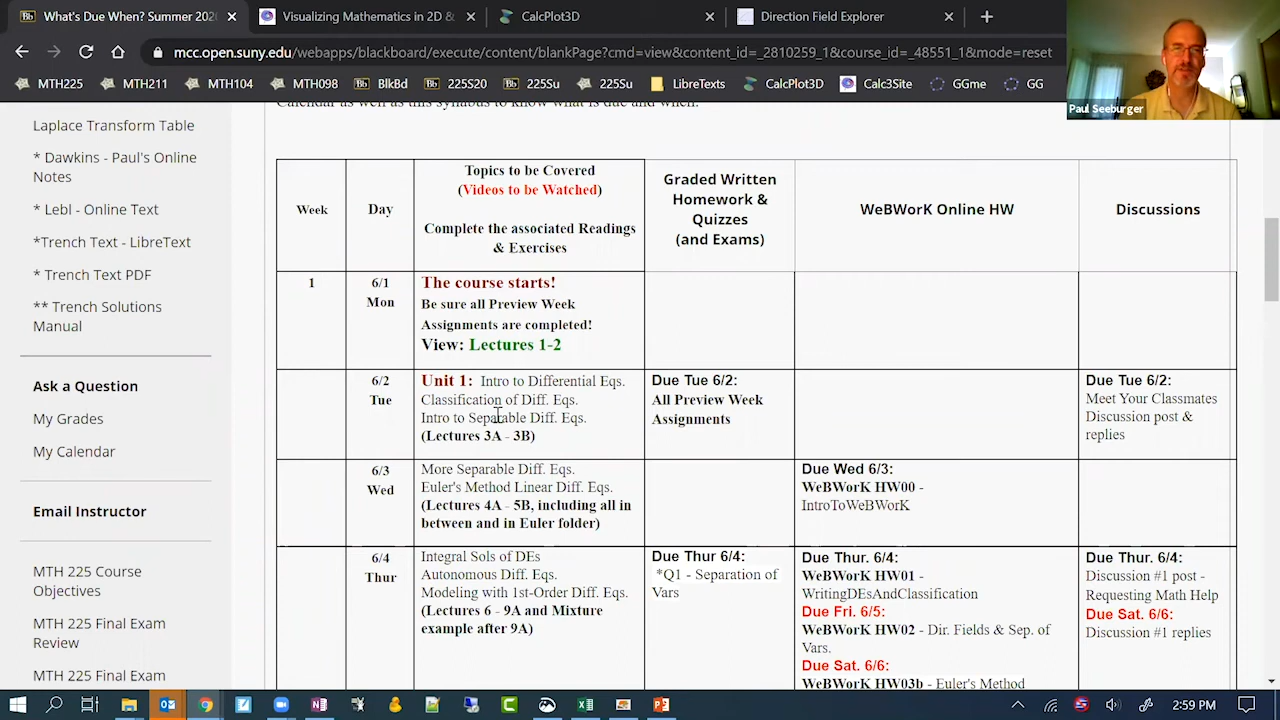 What's Due When? Summer 202
Visualizing Mathematics in 2D &
CalcPlot3D
Direction Field Explorer
mcc.open.suny.edu/webapps/blackboard/execute/content/blankPage?cmd=view&content_id=_2810259_1&course_id=_48551_1&mode=reset
MTH225
MTH211
MTH104
MTH098
BlkBd
225S2O
225Su
225Su
LibreTexts
CalcPlot3D
Calc3Site
GGme
GG
Paul Seeburger
Calendar as well as this syllabus to know what is due and when.
Laplace Transform Table
* Dawkins - Paul's Online
Notes
* Lebl - Online Text
*Trench Text - LibreText
* Trench Text PDF
** Trench Solutions
Manual
Ask a Question
My Grades
My Calendar
Email Instructor
MTH 225 Course
Objectives
MTH 225 Final Exam
Review
MTH 225 Final Exam
Week
Day
Topics to be Covered
(Videos to be Watched)
Complete the associated Readings
& Exercises
Graded Written
Homework &
Quizzes
(and Exams)
WeBWorK Online HW
Discussions
1
6/1
Mon
The course starts!
Be sure all Preview Week
Assignments are completed!
View: Lectures 1-2
6/2
Tue
Unit 1: Intro to Differential Eqs.
Classification of Diff. Eqs.
Intro to Separable Diff. Eqs.
(Lectures 3A - 3B)
Due Tue 6/2:
All Preview Week
Assignments
Due Tue 6/2:
Meet Your Classmates
Discussion post &
replies
6/3
Wed
More Separable Diff. Eqs.
Euler's Method Linear Diff. Eqs.
(Lectures 4A - 5B, including all in
between and in Euler folder)
Due Wed 6/3:
WeBWorK HW00 -
IntroToWeBWorK
6/4
Thur
Integral Sols of DEs
Autonomous Diff. Eqs.
Modeling with 1st-Order Diff. Eqs.
(Lectures 6 - 9A and Mixture
example after 9A)
Due Thur 6/4:
*Q1 - Separation of
Vars
Due Thur. 6/4:
WeBWorK HW01 -
WritingDEsAndClassification
Due Fri. 6/5:
WeBWorK HW02 - Dir. Fields & Sep. of
Vars.
Due Sat. 6/6:
WeBWorK HW03b - Euler's Method
Due Thur. 6/4:
Discussion #1 post -
Requesting Math Help
Due Sat. 6/6:
Discussion #1 replies
2:59 PM